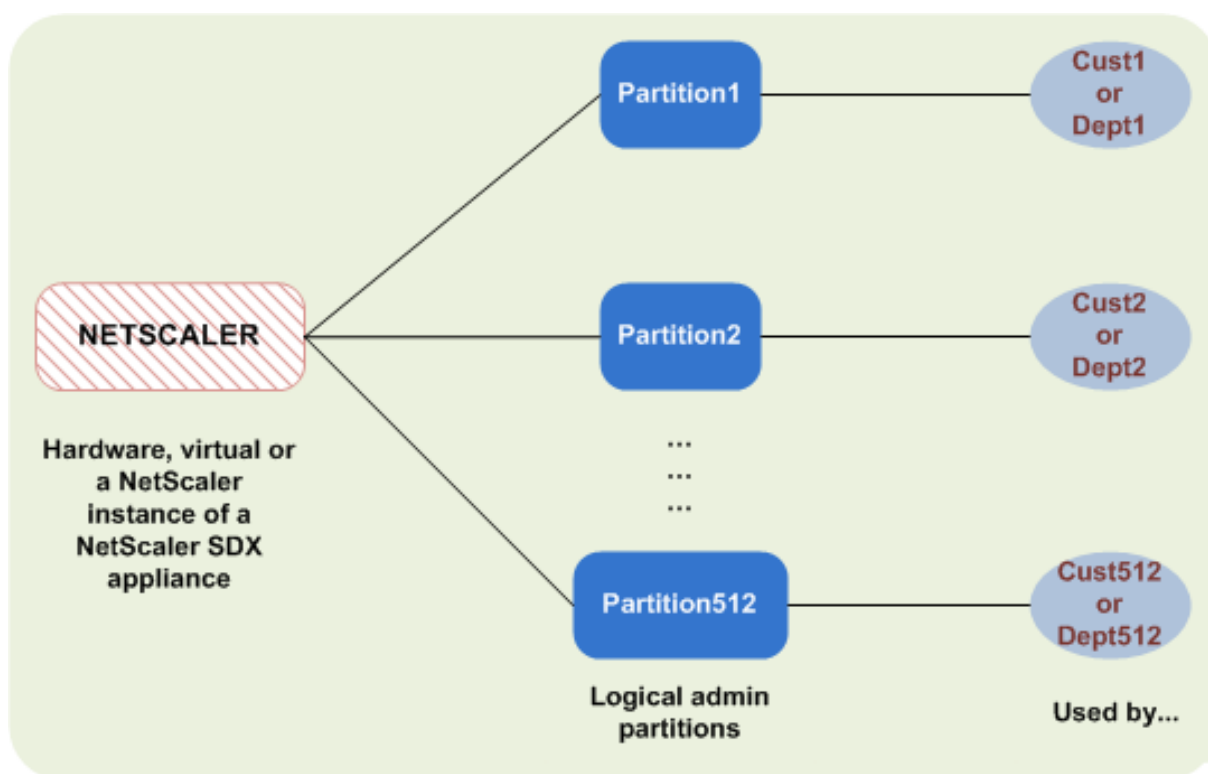 Partition1
Cust1
or
Dept1
NETSCALER
Partition2
Cust2
or
Dept2
Hardware, virtual or
a NetScaler
instance of a
NetScaler SDX
appliance
...
...
...
Partition512
Cust512
or
Dept512
Logical admin
partitions
Used by...